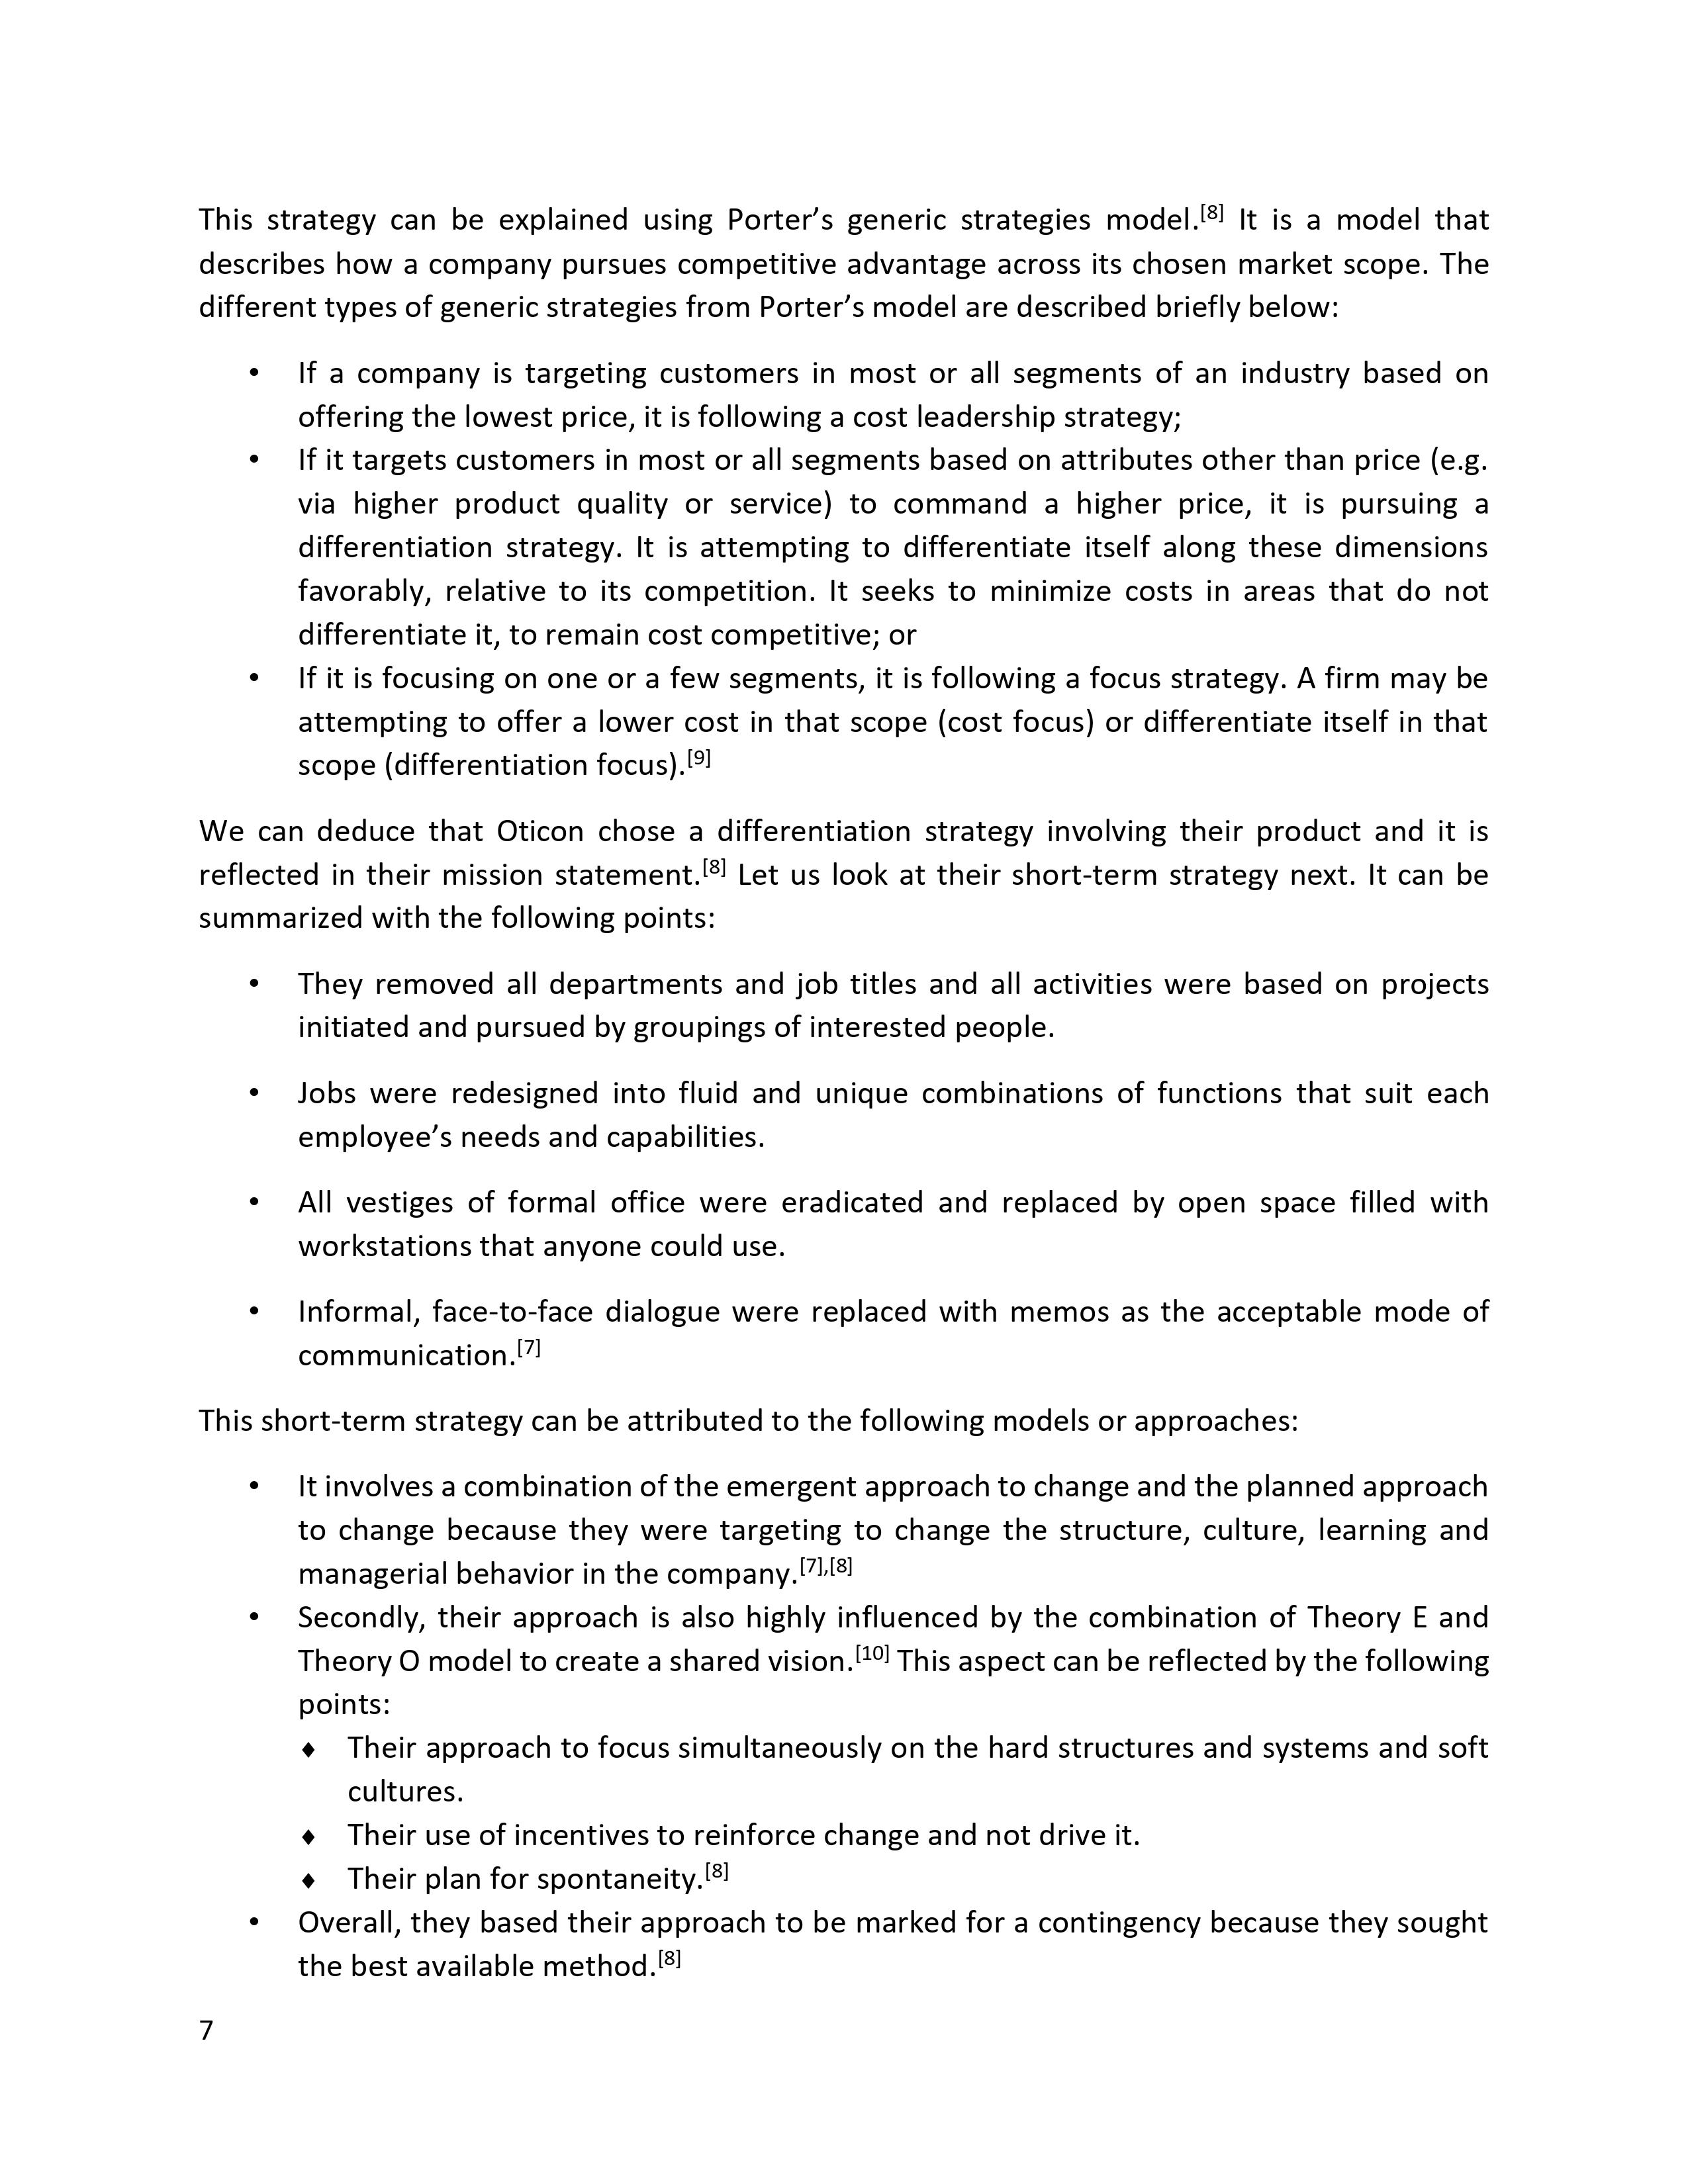 This strategy can be explained using Porter’s generic strategies model.[8] It is a model that
describes how a company pursues competitive advantage across its chosen market scope. The
different types of generic strategies from Porter’s model are described briefly below:
• If a company is targeting customers in most or all segments of an industry based on
offering the lowest price, it is following a cost leadership strategy;
• If it targets customers in most or all segments based on attributes other than price (e.g.
via higher product quality or service) to command a higher price, it is pursuing a
differentiation strategy. It is attempting to differentiate itself along these dimensions
favorably, relative to its competition. It seeks to minimize costs in areas that do not
differentiate it, to remain cost competitive; or
• If it is focusing on one or a few segments, it is following a focus strategy. A firm may be
attempting to offer a lower cost in that scope (cost focus) or differentiate itself in that
scope (differentiation focus).[9]
We can deduce that Oticon chose a differentiation strategy involving their product and it is
reflected in their mission statement.[8] Let us look at their short-term strategy next. It can be
summarized with the following points:
• They removed all departments and job titles and all activities were based on projects
initiated and pursued by groupings of interested people.
• Jobs were redesigned into fluid and unique combinations of functions that suit each
employee’s needs and capabilities.
• All vestiges of formal office were eradicated and replaced by open space filled with
workstations that anyone could use.
• Informal, face-to-face dialogue were replaced with memos as the acceptable mode of
communication.[7]
This short-term strategy can be attributed to the following models or approaches:
• It involves a combination of the emergent approach to change and the planned approach
to change because they were targeting to change the structure, culture, learning and
managerial behavior in the company.[7],[8]
• Secondly, their approach is also highly influenced by the combination of Theory E and
Theory O model to create a shared vision.[10] This aspect can be reflected by the following
points:
♦ Their approach to focus simultaneously on the hard structures and systems and soft
cultures.
♦ Their use of incentives to reinforce change and not drive it.
♦ Their plan for spontaneity.[8]
• Overall, they based their approach to be marked for a contingency because they sought
the best available method.[8]
7